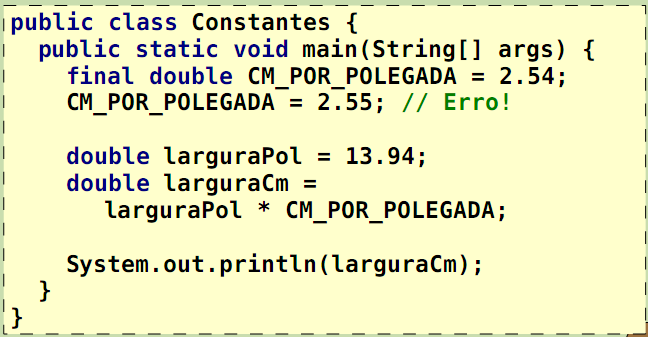 public class Constantes {
  public static void main(String[] args) {
    final double CM_POR_POLEGADA = 2.54;
    CM_POR_POLEGADA = 2.55; // Erro!

    double larguraPol = 13.94;
    double larguraCm =
       larguraPol * CM_POR_POLEGADA;

    System.out.println(larguraCm);
  }
}